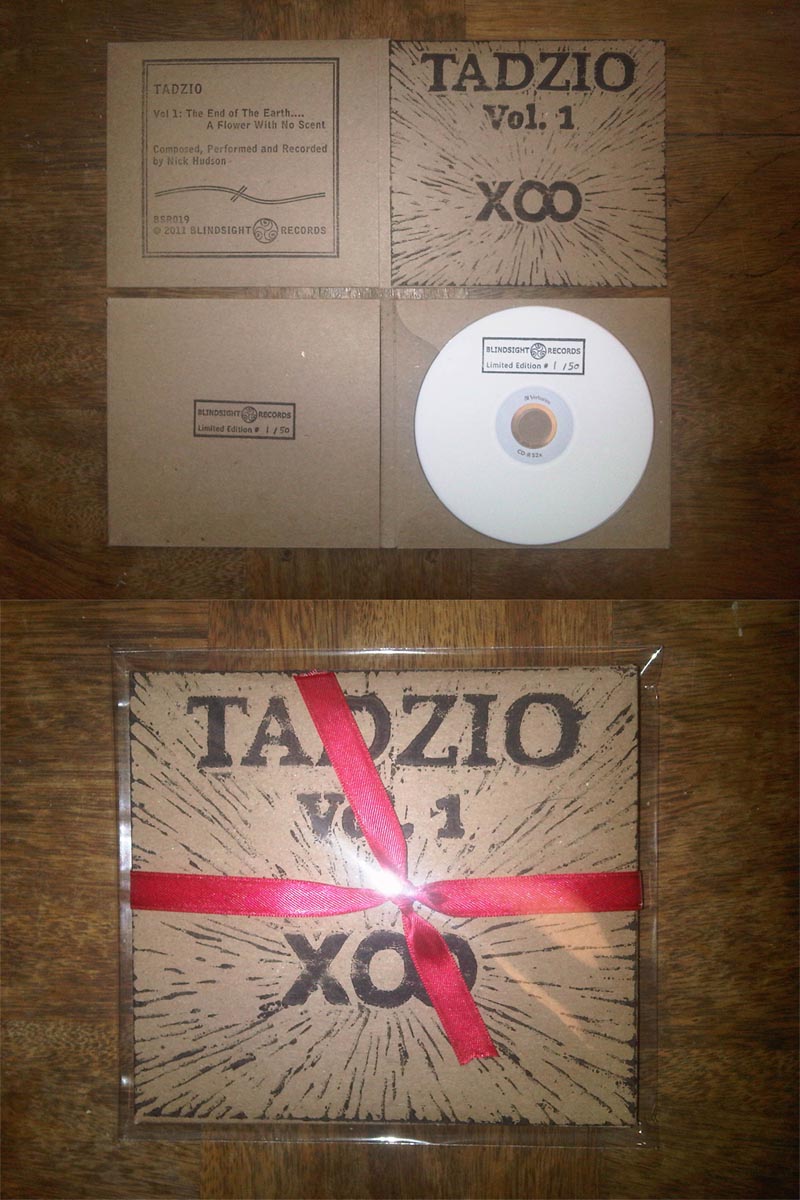 TADZIO
Vol 1: The End of The Earth....
A Flower With No Scent
Composed, Performed and Recorded
by Nick Hudson
BSR019
© 2011 BLINDSIGHT RECORDS
TADZIO
Vol. 1
XOO
BLINDSIGHT RECORDS
Limited Edition # 1 / 50
BLINDSIGHT RECORDS
Limited Edition # 1 / 50
Verbatim
CD-R 52x
TADZIO
Vol. 1
XOO